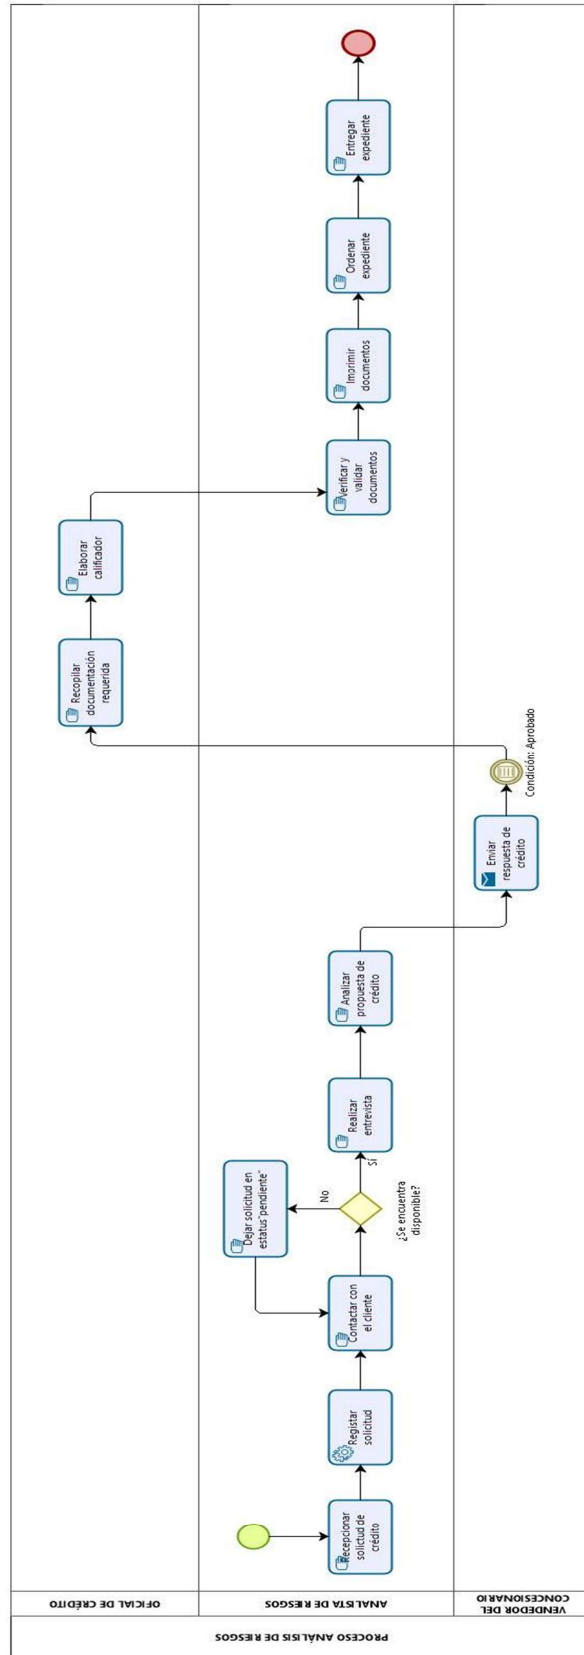 PROCESO ANÁLISIS DE RIESGOS
OFICIAL DE CRÉDITO
ANALISTA DE RIESGOS
VENDEDOR DEL
CONCESIONARIO
Recepcionar
solictud de
crédito
Registar
solicitud
Contactar con
el cliente
¿Se encuentra
disponible?
No
Dejar solicitud en
estatus"pendiente"
Sí
Realizar
entrevista
Analizar
propuesta de
crédito
Enviar
respuesta de
crédito
Condición: Aprobado
Recopilar
documentación
requerida
Elaborar
calificador
Verificar y
validar
documentos
Imprimir
documentos
Ordenar
expediente
Entregar
expediente